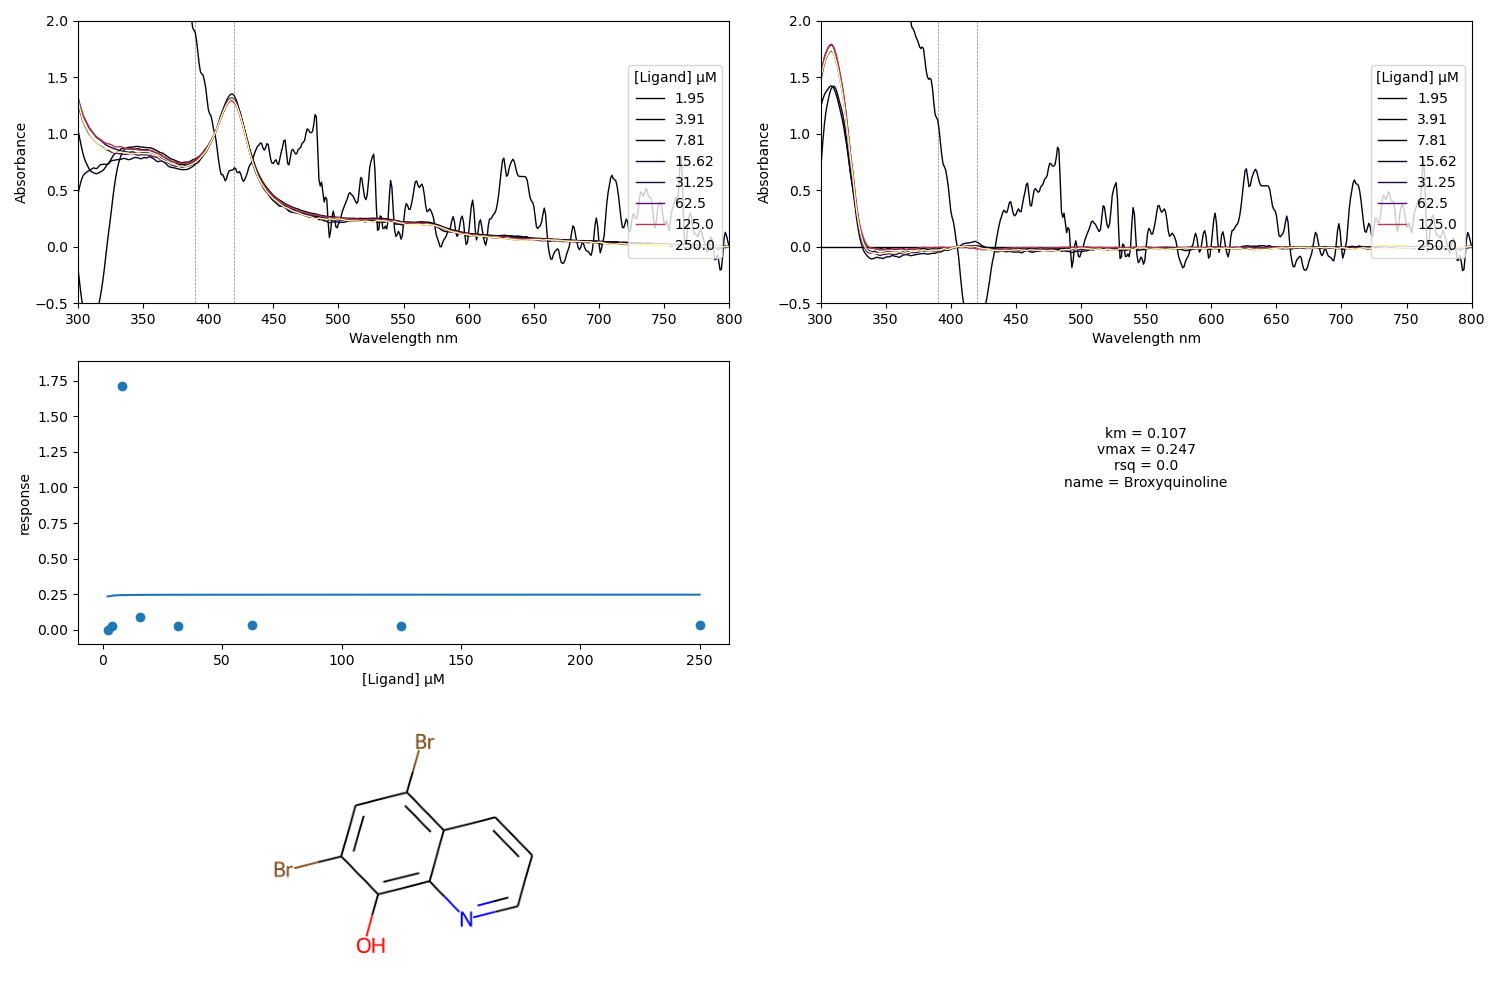 2.0
1.5
1.0
0.5
0.0
−0.5
Absorbance
300 350 400 450 500 550 600 650 700 750 800
Wavelength nm
[Ligand] µM
1.95
3.91
7.81
15.62
31.25
62.5
125.0
250.0
2.0
1.5
1.0
0.5
0.0
−0.5
Absorbance
300 350 400 450 500 550 600 650 700 750 800
Wavelength nm
[Ligand] µM
1.95
3.91
7.81
15.62
31.25
62.5
125.0
250.0
1.75
1.50
1.25
1.00
0.75
0.50
0.25
0.00
response
0 50 100 150 200 250
[Ligand] µM
km = 0.107
vmax = 0.247
rsq = 0.0
name = Broxyquinoline
Br
Br
N
OH